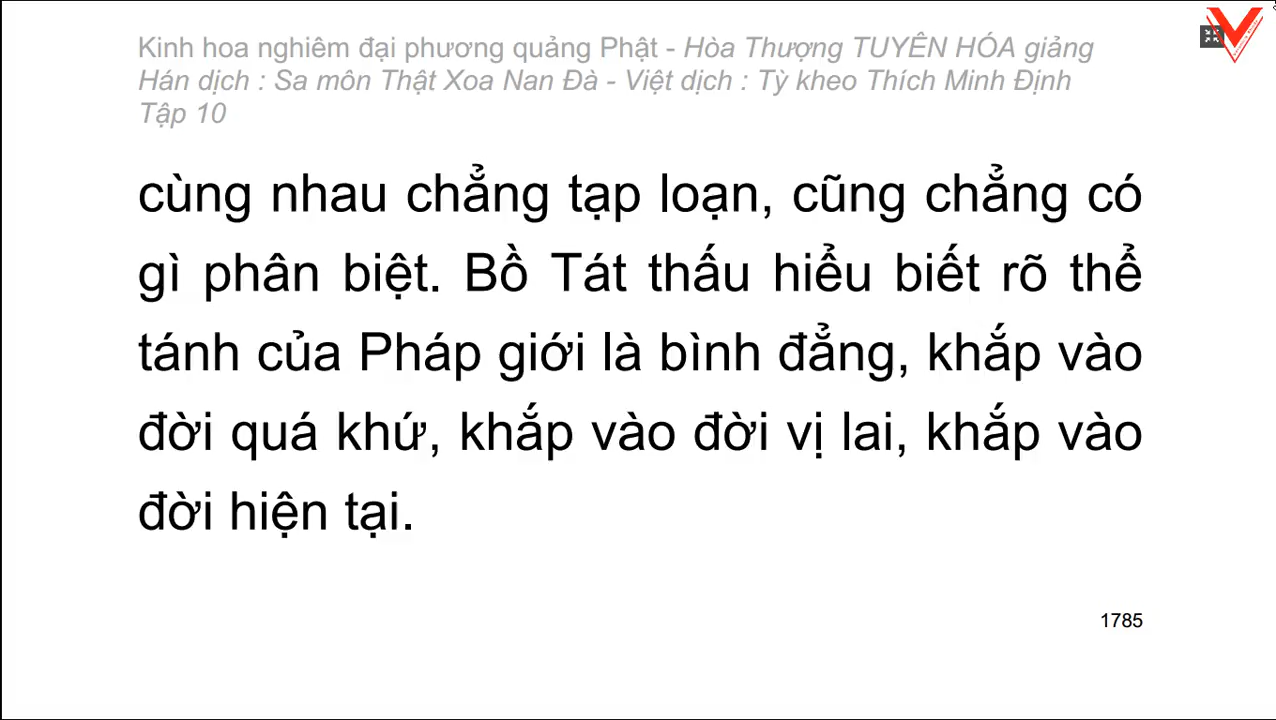 Kinh hoa nghiêm đại phương quảng Phật - Hòa Thượng TUYÊN HÓA giảng
Hán dịch : Sa môn Thật Xoa Nan Đà - Việt dịch : Tỳ kheo Thích Minh Định
Tập 10
cùng nhau chẳng tạp loạn, cũng chẳng có
gì phân biệt. Bồ Tát thấu hiểu biết rõ thể
tánh của Pháp giới là bình đẳng, khắp vào
đời quá khứ, khắp vào đời vị lai, khắp vào
đời hiện tại.
1785